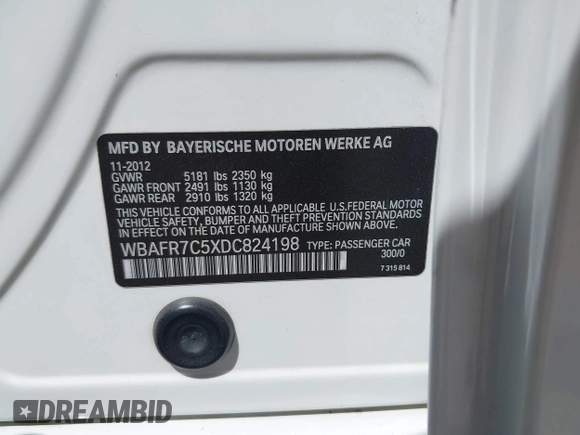 MFD BY BAYERISCHE MOTOREN WERKE AG
11-2012
GVWR 5181 lbs 2350 kg
GAWR FRONT 2491 lbs 1130 kg
GAWR REAR 2910 lbs 1320 kg
THIS VEHICLE CONFORMS TO ALL APPLICABLE U.S.FEDERAL MOTOR
VEHICLE SAFETY, BUMPER AND THEFT PREVENTION STANDARDS
IN EFFECT ON THE DATE OF MANUFACTURE SHOWN ABOVE.
WBAFR7C5XDC824198 TYPE: PASSENGER CAR
300/0
7 315 814
DREAMBID